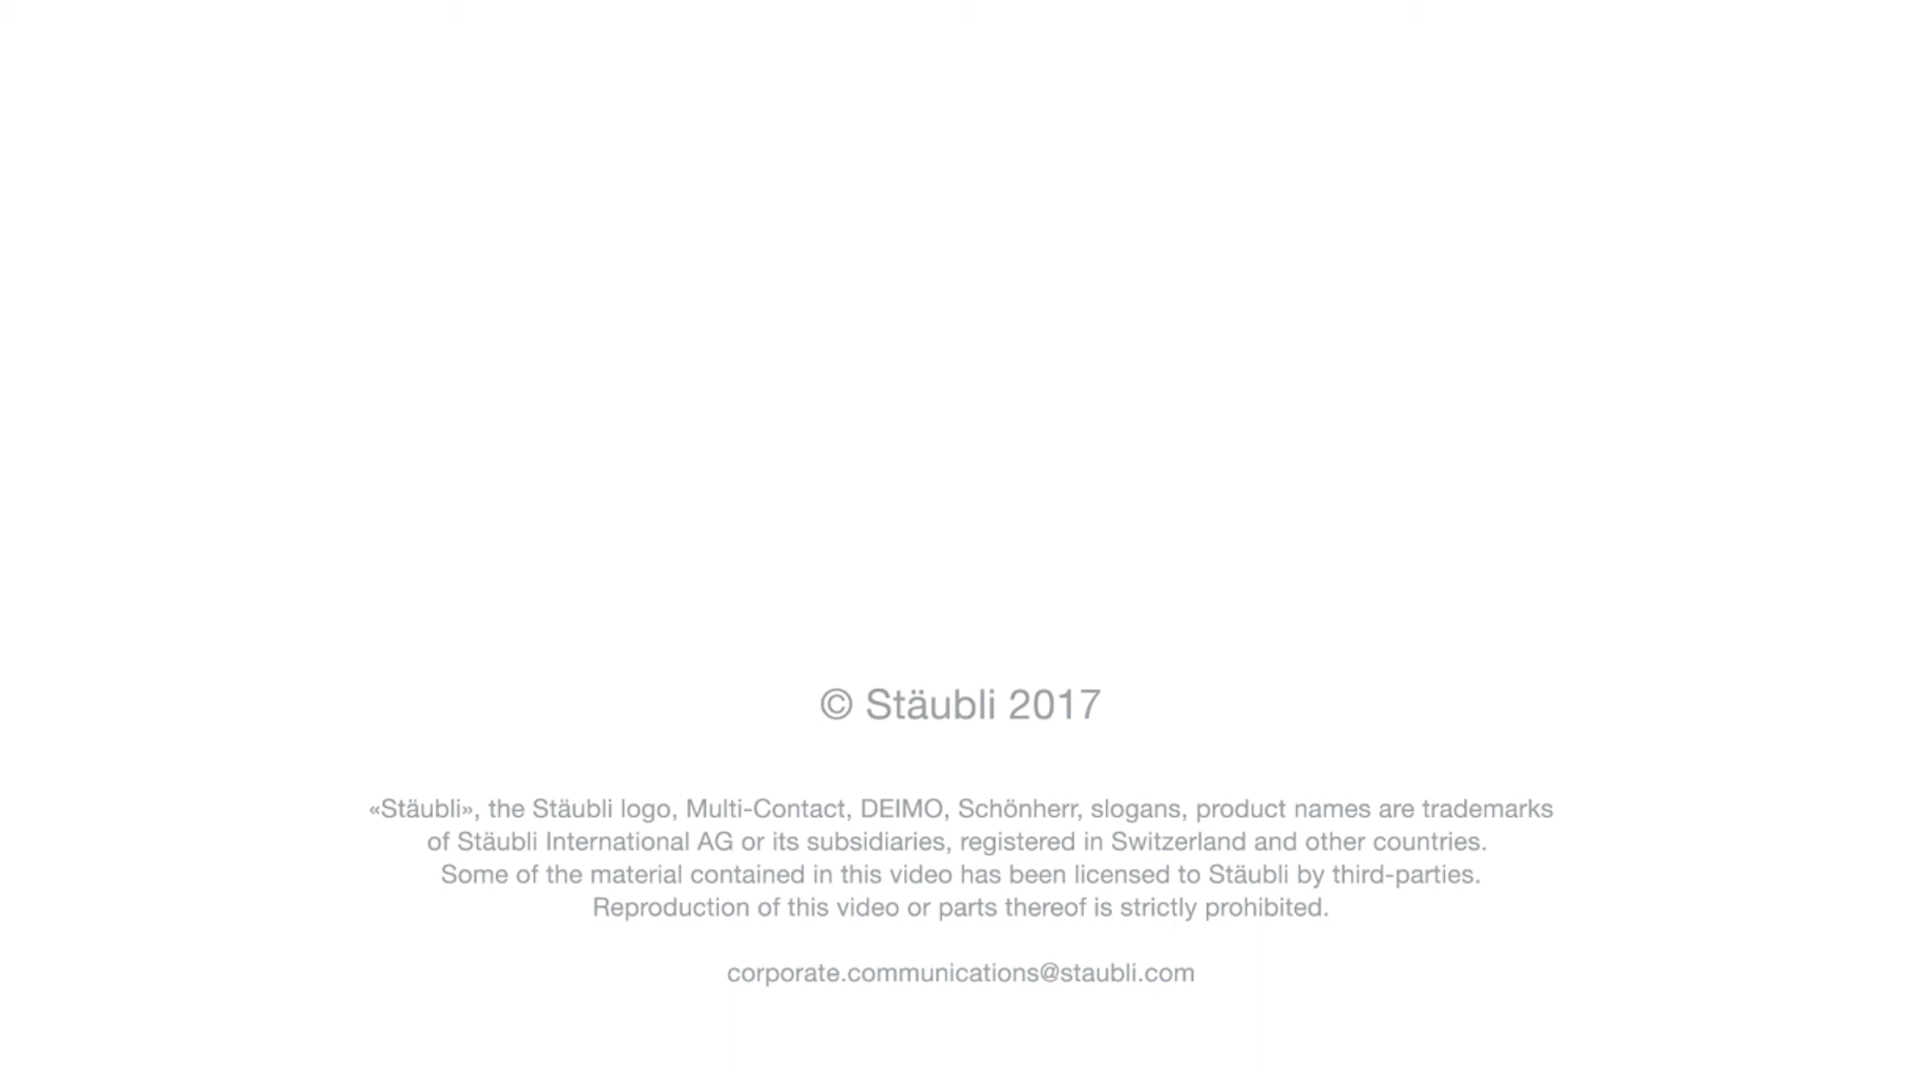 © Stäubli 2017
«Stäubli», the Stäubli logo, Multi-Contact, DEIMO, Schönherr, slogans, product names are trademarks
of Stäubli International AG or its subsidiaries, registered in Switzerland and other countries.
Some of the material contained in this video has been licensed to Stäubli by third-parties.
Reproduction of this video or parts thereof is strictly prohibited.
corporate.communications@staubli.com